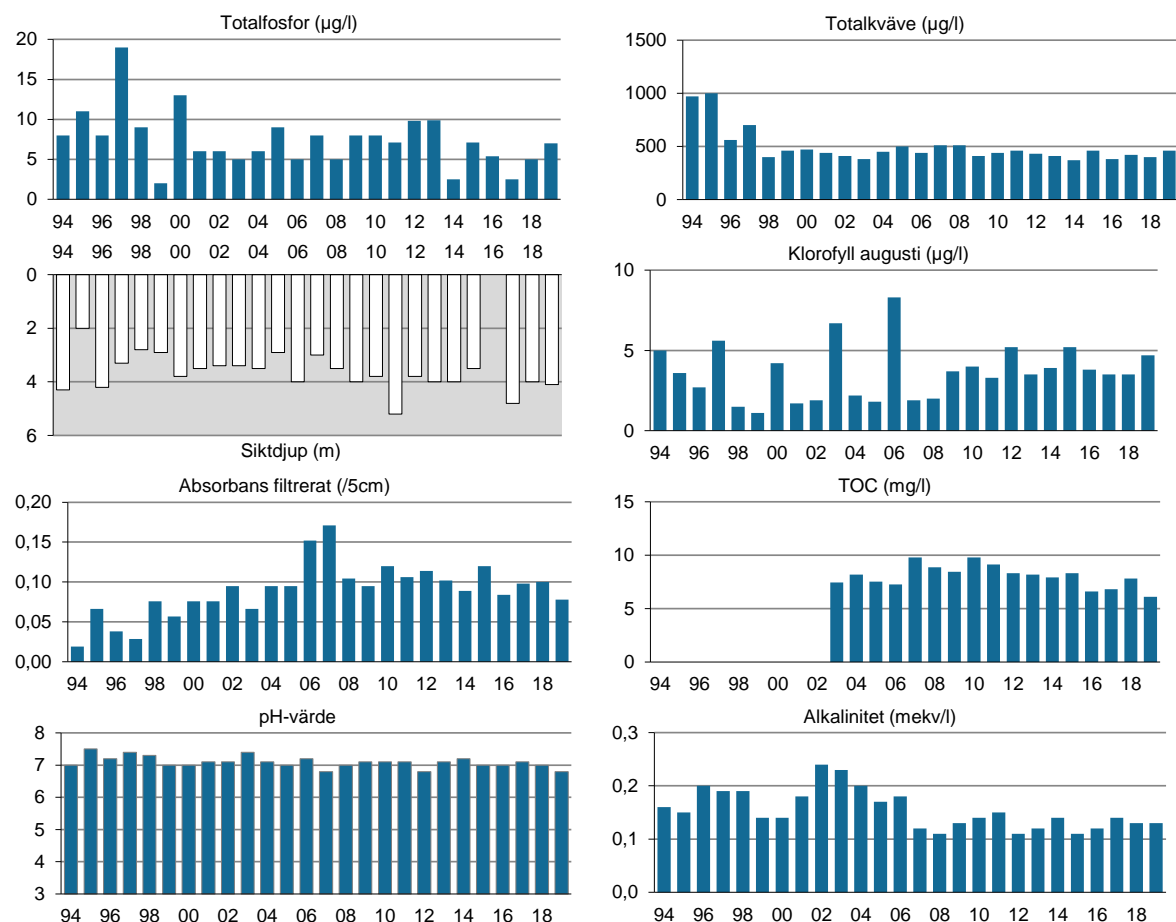 Totalfosfor (µg/l)
20
15
10
5
0
94 96 98 00 02 04 06 08 10 12 14 16 18
Totalkväve (µg/l)
1500
1000
500
0
94 96 98 00 02 04 06 08 10 12 14 16 18
94 96 98 00 02 04 06 08 10 12 14 16 18
0
2
4
6
Siktdjup (m)
Klorofyll augusti (µg/l)
10
5
0
94 96 98 00 02 04 06 08 10 12 14 16 18
Absorbans filtrerat (/5cm)
0,20
0,15
0,10
0,05
0,00
94 96 98 00 02 04 06 08 10 12 14 16 18
TOC (mg/l)
15
10
5
0
94 96 98 00 02 04 06 08 10 12 14 16 18
pH-värde
8
7
6
5
4
3
94 96 98 00 02 04 06 08 10 12 14 16 18
Alkalinitet (mekv/l)
0,3
0,2
0,1
0,0
94 96 98 00 02 04 06 08 10 12 14 16 18